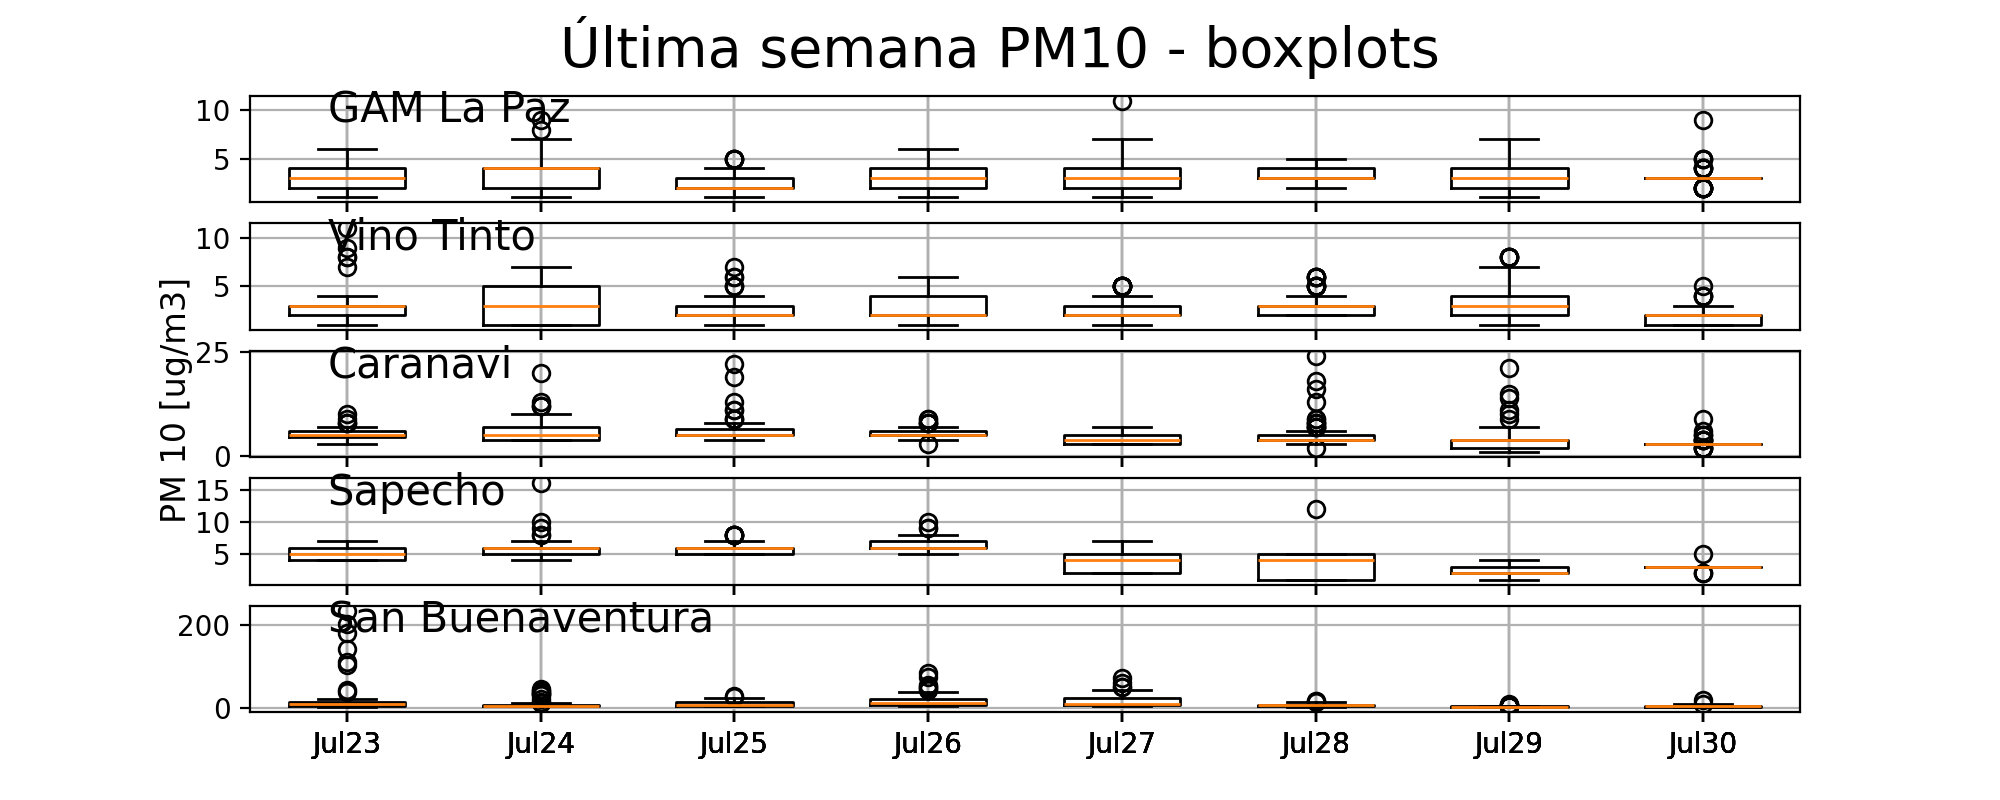 Última semana PM10 - boxplots
GAM La Paz
10
5
Vino Tinto
10
5
PM 10 [ug/m3]
Caranavi
25
0
Sapecho
15
10
5
San Buenaventura
200
0
Jul23 Jul24 Jul25 Jul26 Jul27 Jul28 Jul29 Jul30